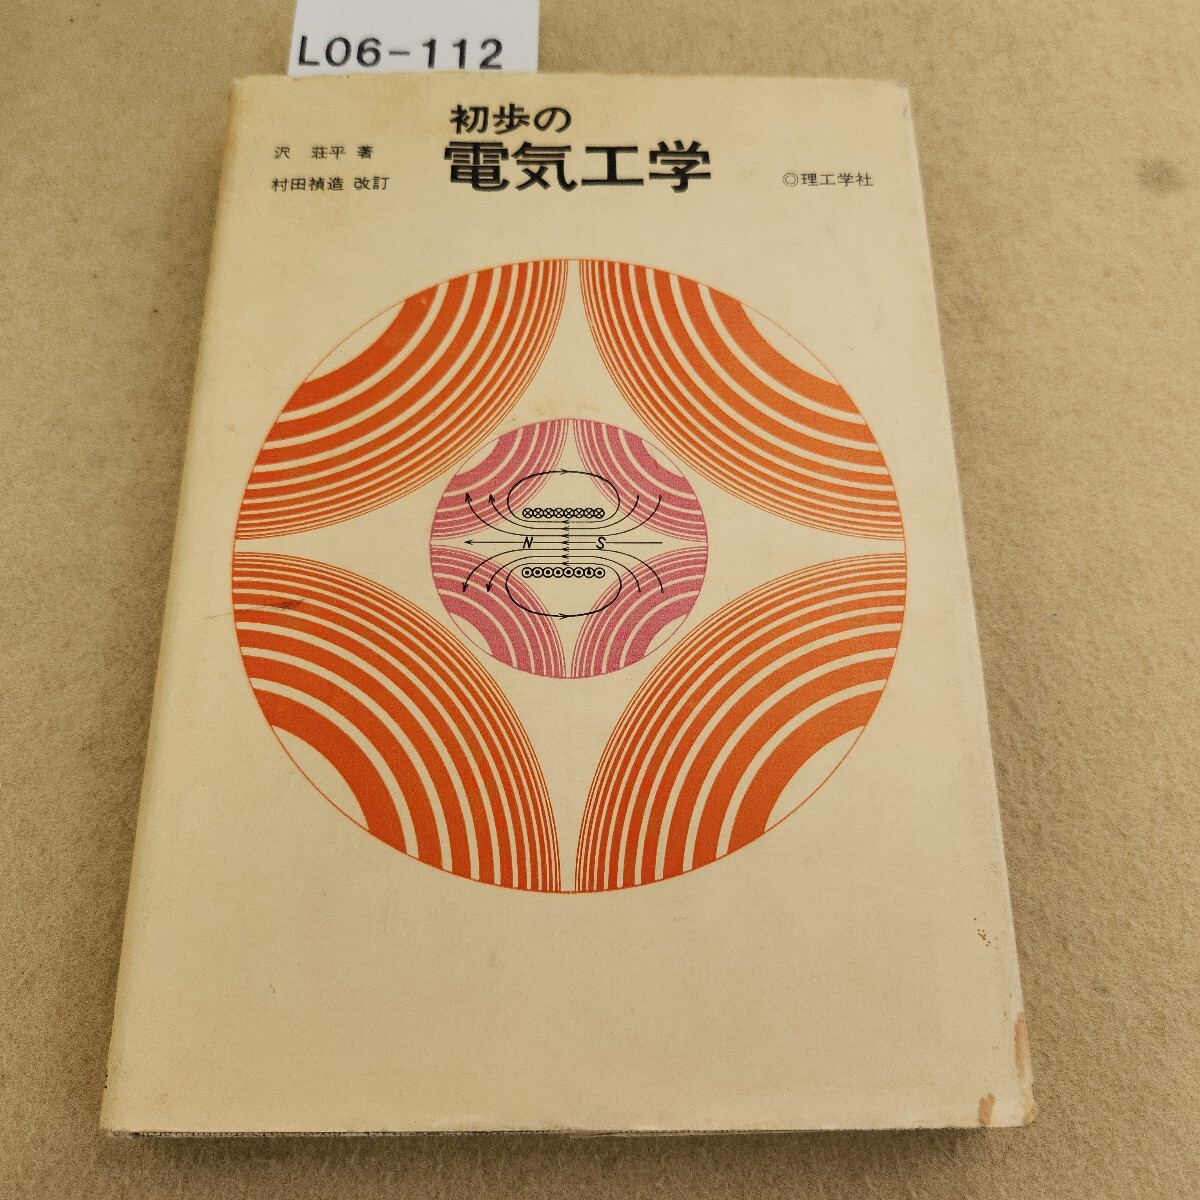 L06-112
初歩の
電気工学
沢 荘平 著
村田禎造 改訂
◎理工学社
N S